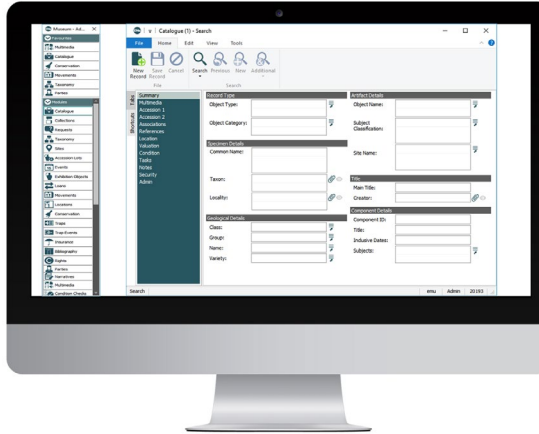 Museum - Ad... ×
Favourites
Multimedia
Catalogue
Conservation
Movements
Taxonomy
Parties
Modules
Catalogue
Collections
Requests
Taxonomy
Sites
Accession Lots
Events
Exhibition Objects
Loans
Movements
Locations
Conservation
Traps
Trap Events
Insurance
Bibliography
Rights
Parties
Narratives
Multimedia
Condition Checks
Catalogue (1) - Search
File Home Edit View Tools
New Record Save Record Cancel Search Previous New Additional
File Search
Tabs
Shortcuts
Summary
Multimedia
Accession 1
Accession 2
Associations
References
Location
Valuation
Condition
Tasks
Notes
Security
Admin
Record Type
Object Type:
Object Category:
Specimen Details
Common Name:
Taxon:
Locality:
Geological Details
Class:
Group:
Name:
Variety:
Artifact Details
Object Name:
Subject
Classification:
Site Name:
Title
Main Title:
Creator:
Component Details
Component ID:
Title:
Inclusive Dates:
Subjects:
Search emu Admin 20193